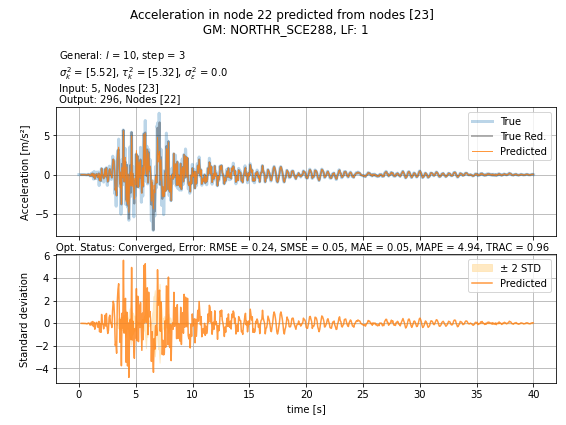 Acceleration in node 22 predicted from nodes [23]
GM: NORTHR_SCE288, LF: 1
General: l = 10, step = 3
σ²ₖ = [5.52], τ²ₖ = [5.32], σ²ε = 0.0
Input: 5, Nodes [23]
Output: 296, Nodes [22]
True
True Red.
Predicted
Acceleration [m/s²]
5
0
−5
Opt. Status: Converged, Error: RMSE = 0.24, SMSE = 0.05, MAE = 0.05, MAPE = 4.94, TRAC = 0.96
± 2 STD
Predicted
Standard deviation
6
4
2
0
−2
−4
0 5 10 15 20 25 30 35 40
time [s]